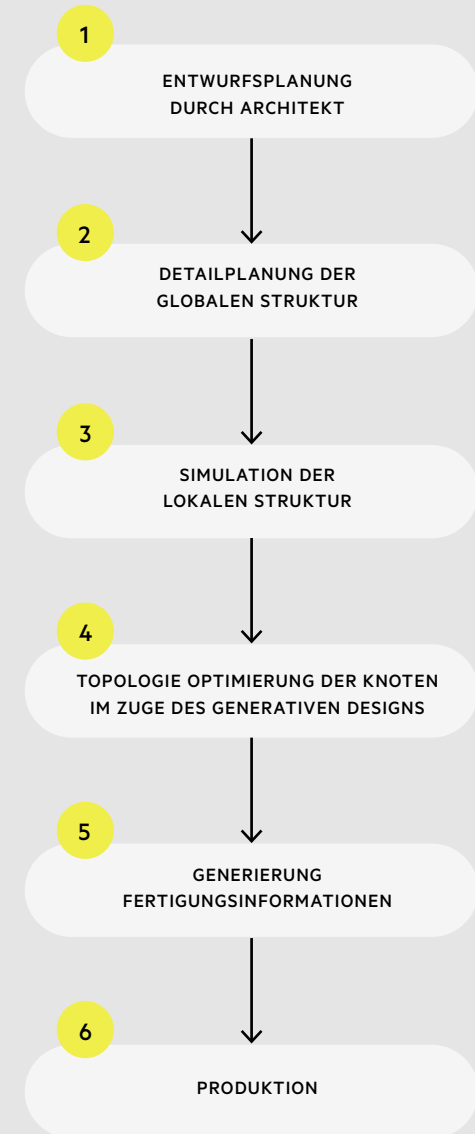 1
ENTWURFSPLANUNG
DURCH ARCHITEKT
2
DETAILPLANUNG DER
GLOBALEN STRUKTUR
3
SIMULATION DER
LOKALEN STRUKTUR
4
TOPOLOGIE OPTIMIERUNG DER KNOTEN
IM ZUGE DES GENERATIVEN DESIGNS
5
GENERIERUNG
FERTIGUNGSINFORMATIONEN
6
PRODUKTION